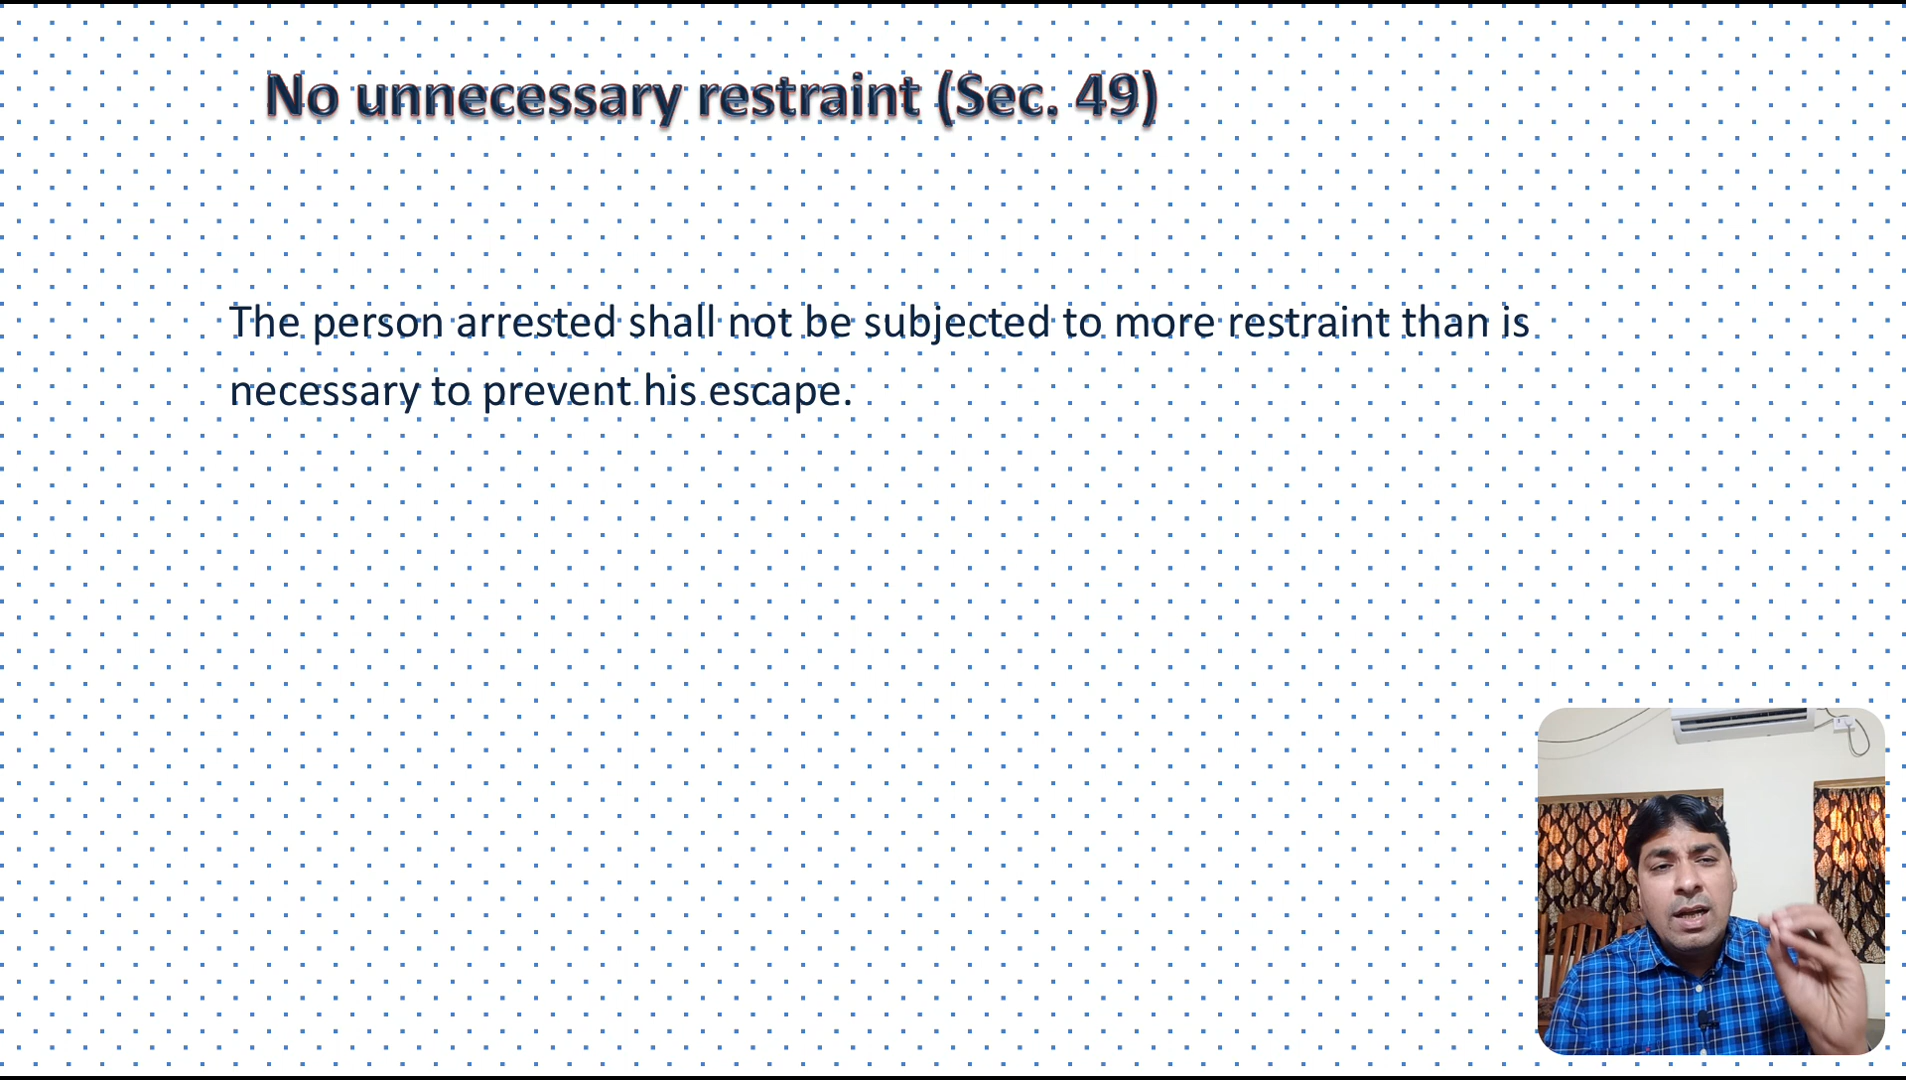 No unnecessary restraint (Sec. 49)
The person arrested shall not be subjected to more restraint than is
necessary to prevent his escape.